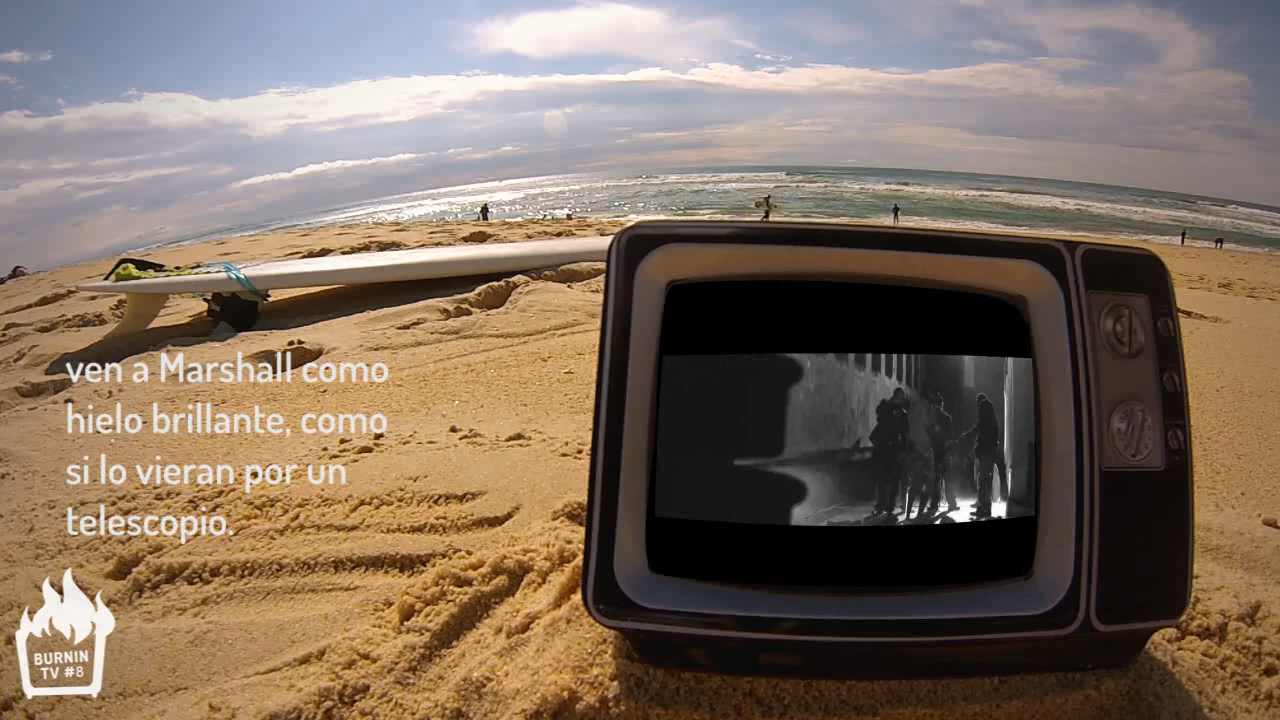 ven a Marshall como
hielo brillante, como
si lo vieran por un
telescopio.
BURNIN
TV #8